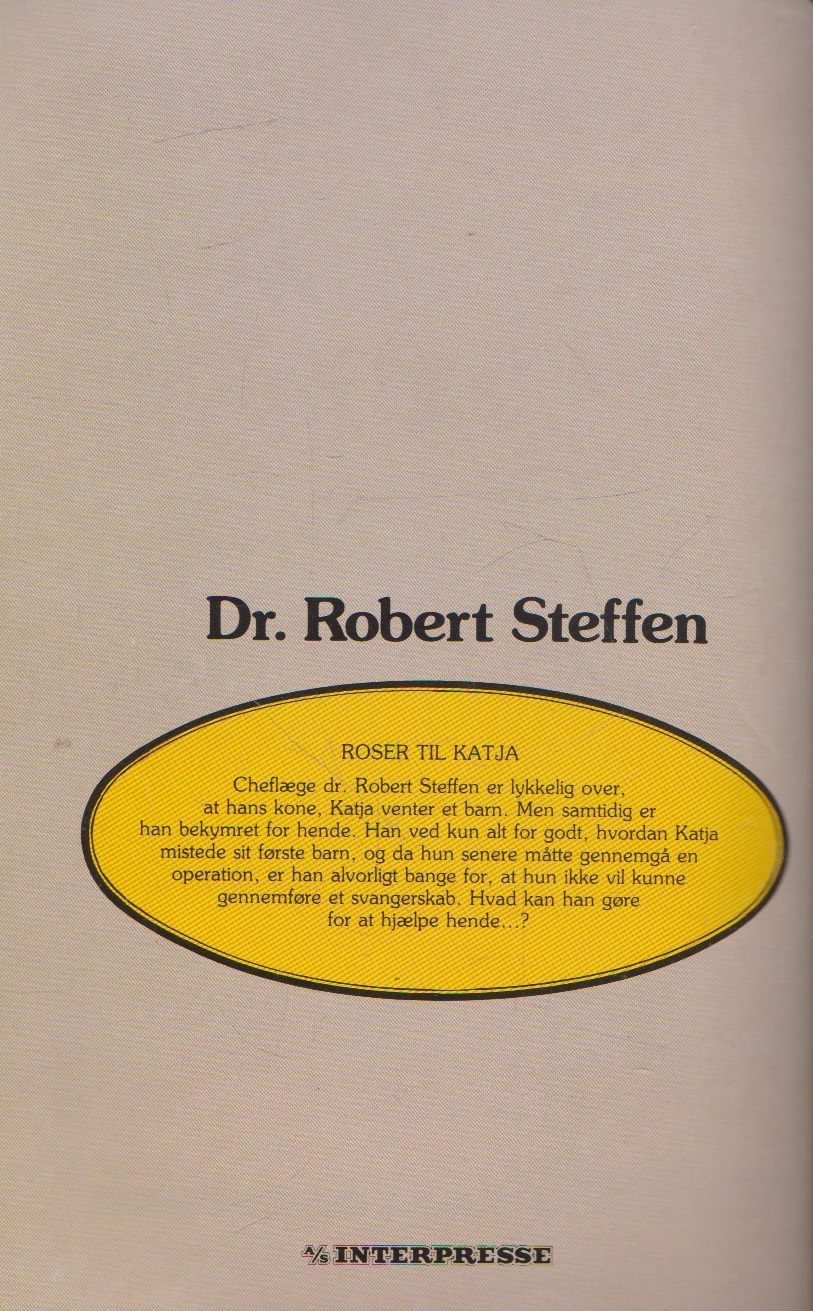 Dr. Robert Steffen
ROSER TIL KATJA
Cheflæge dr. Robert Steffen er lykkelig over,
at hans kone, Katja venter et barn. Men samtidig er
han bekymret for hende. Han ved kun alt for godt, hvordan Katja
mistede sit første barn, og da hun senere måtte gennemgå en
operation, er han alvorligt bange for, at hun ikke vil kunne
gennemføre et svangerskab. Hvad kan han gøre
for at hjælpe hende...?
A/S INTERPRESSE